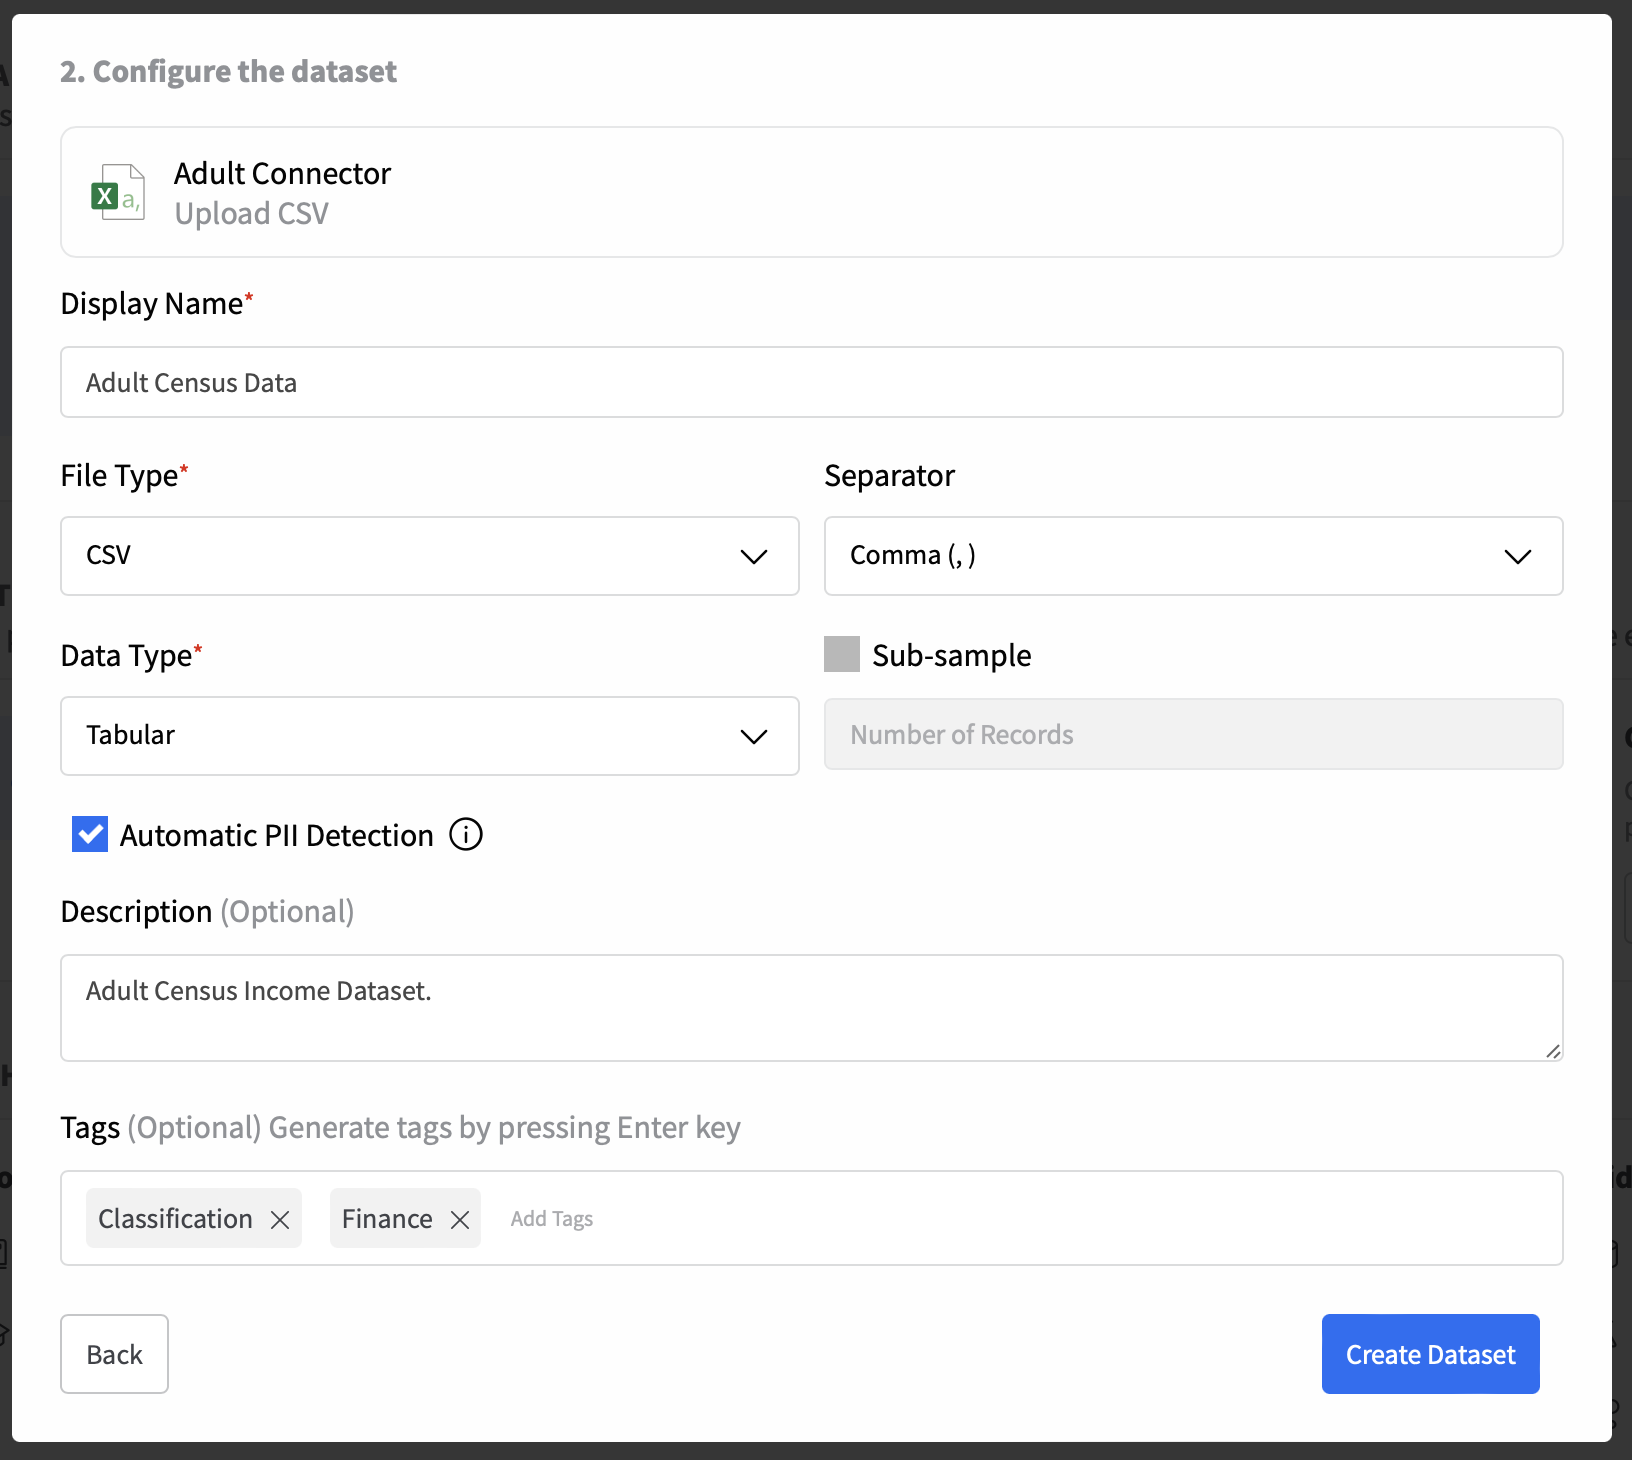 2. Configure the dataset
X a,
Adult Connector
Upload CSV
Display Name*
Adult Census Data
File Type*
Separator
CSV
Comma (, )
Data Type*
Sub-sample
Tabular
Number of Records
Automatic PII Detection
Description (Optional)
Adult Census Income Dataset.
Tags (Optional) Generate tags by pressing Enter key
Classification
Finance
Add Tags
Back
Create Dataset